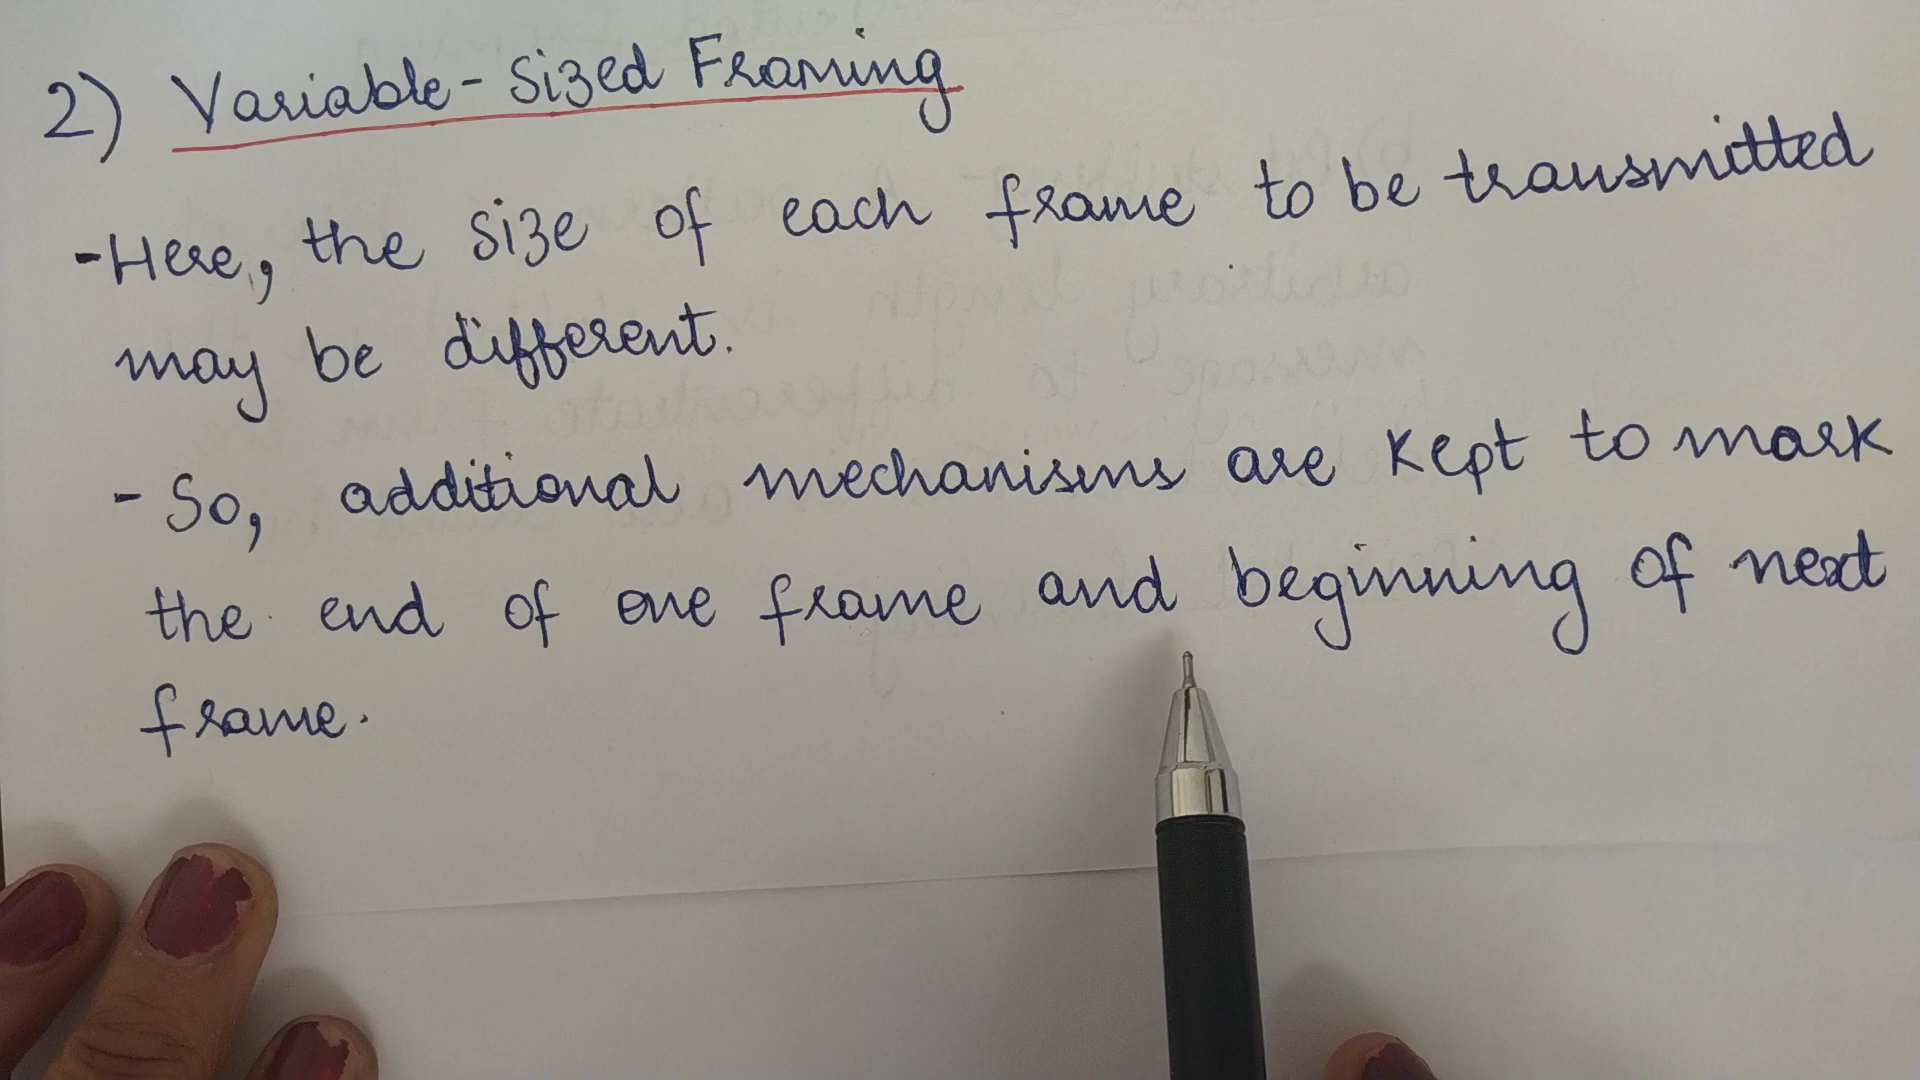 2) Variable-Sized Framing
-Here, the size of each frame to be transmitted
may be different.
- So, additional mechanisms are kept to mark
the end of one frame and beginning of next
frame.